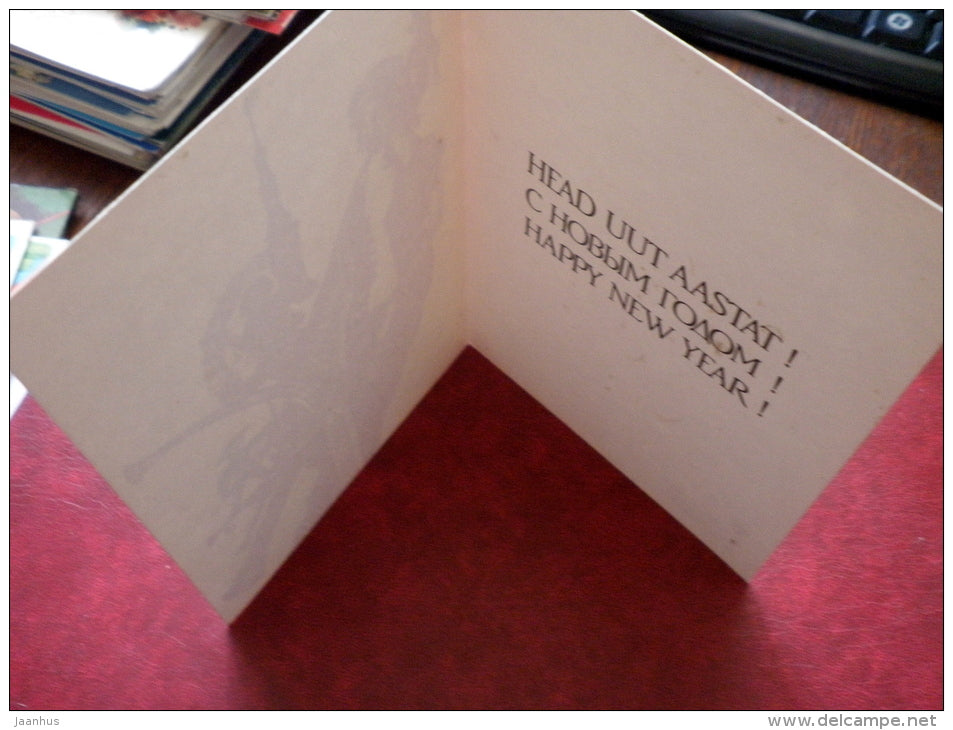 HEAD UUT AASTAT !
С НОВЫМ ГОДОМ !
HAPPY NEW YEAR !
Jaanhus
www.delcampe.net